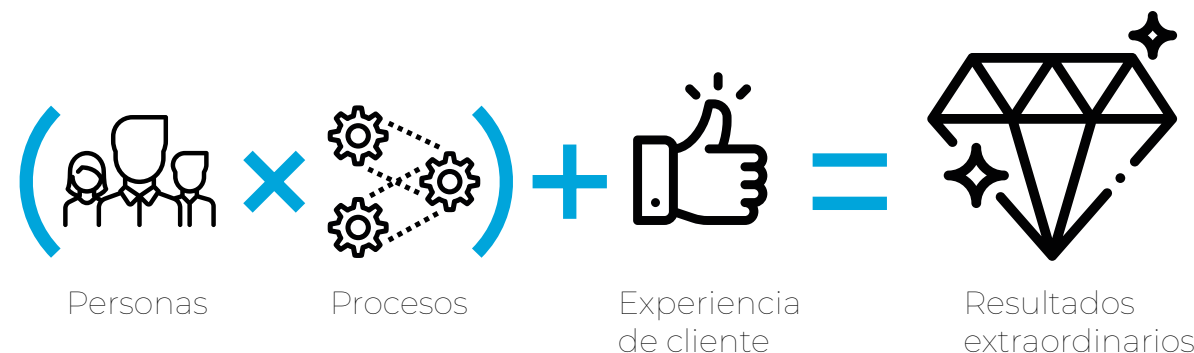 ( × ) + =
Personas
Procesos
Experiencia
de cliente
Resultados
extraordinarios